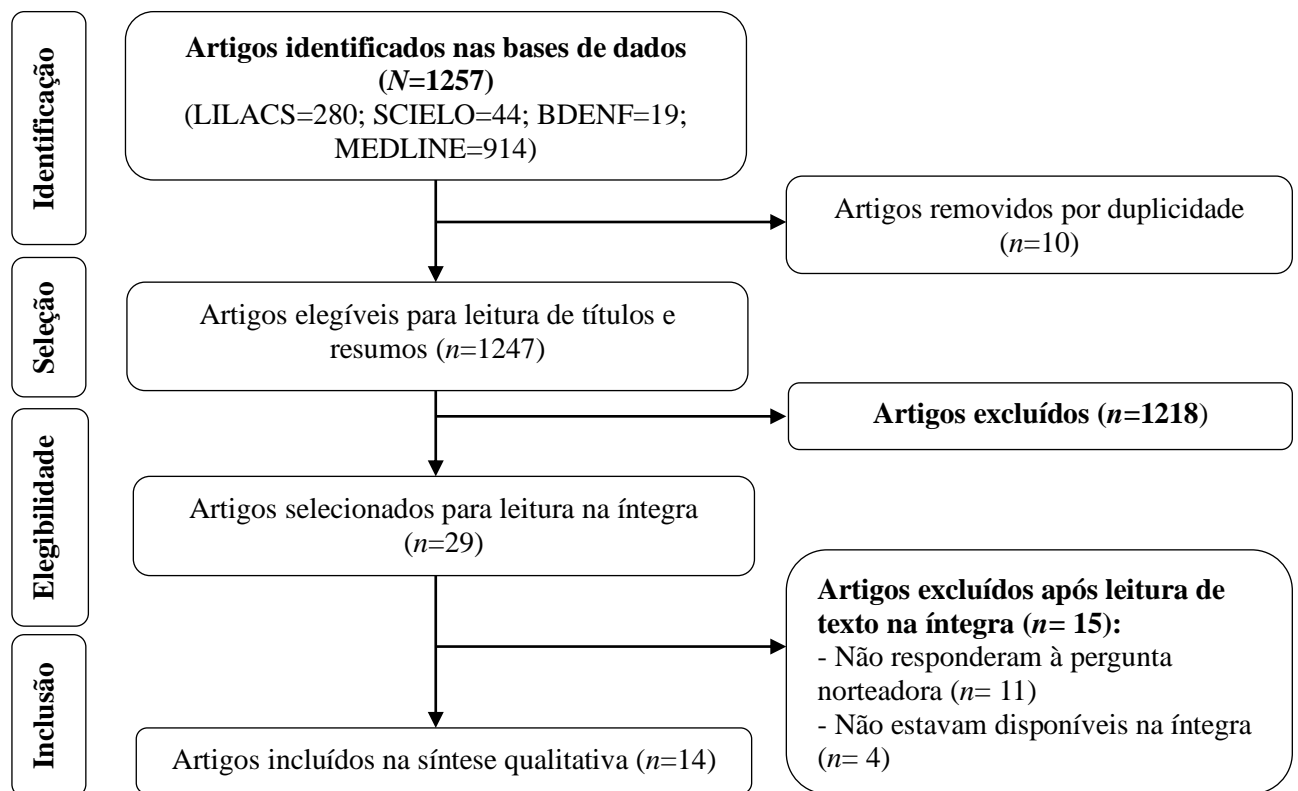 Identificação
Artigos identificados nas bases de dados
(N=1257)
(LILACS=280; SCIELO=44; BDENF=19;
MEDLINE=914)
Artigos removidos por duplicidade
(n=10)
Seleção
Artigos elegíveis para leitura de títulos e
resumos (n=1247)
Artigos excluídos (n=1218)
Elegibilidade
Artigos selecionados para leitura na íntegra
(n=29)
Artigos excluídos após leitura de
texto na íntegra (n= 15):
- Não responderam à pergunta
norteadora (n= 11)
- Não estavam disponíveis na íntegra
(n= 4)
Inclusão
Artigos incluídos na síntese qualitativa (n=14)